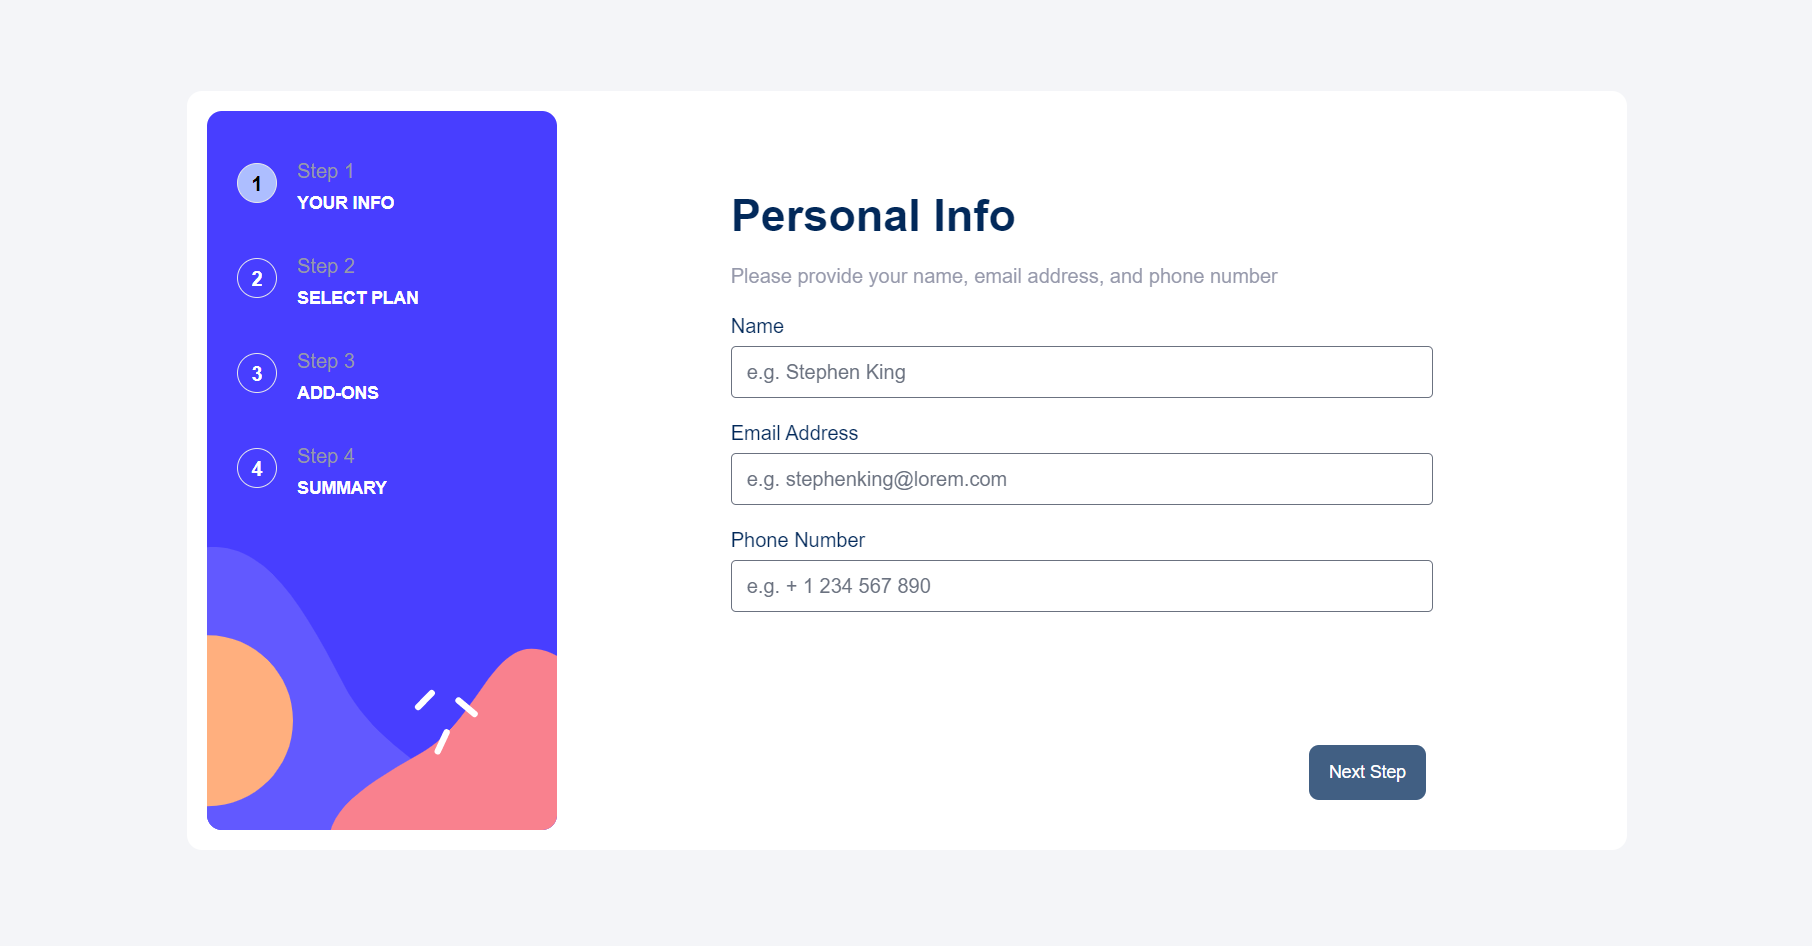 1
Step 1
YOUR INFO
2
Step 2
SELECT PLAN
3
Step 3
ADD-ONS
4
Step 4
SUMMARY
Personal Info
Please provide your name, email address, and phone number
Name
e.g. Stephen King
Email Address
e.g. stephenking@lorem.com
Phone Number
e.g. + 1 234 567 890
Next Step